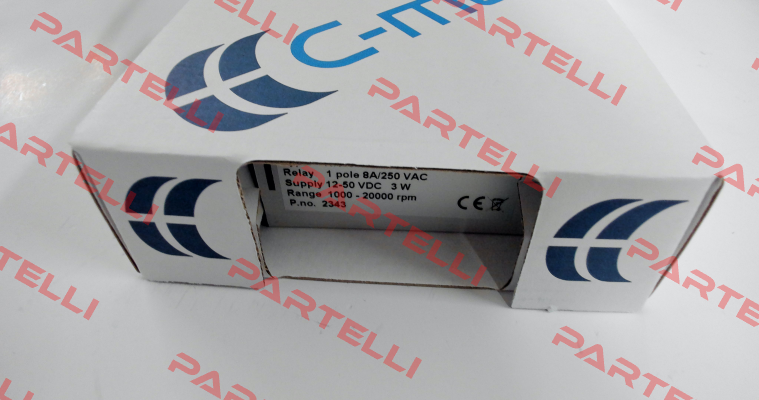 C-E
Relay 1 pole 8A/250 VAC
Supply 12-50 VDC 3 W
Range 1000 - 20000 rpm
P.no. 2343
CE
PARTELLI
PARTELLI
PARTELLI
PARTELLI
PARTELLI
PARTELLI
PARTELLI
PARTELLI